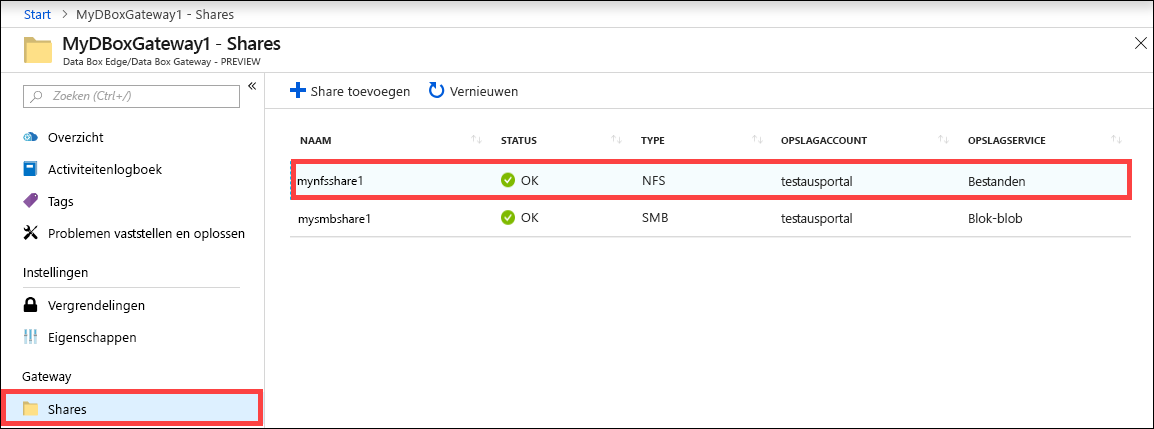 Start > MyDBoxGateway1 - Shares
MyDBoxGateway1 - Shares
Data Box Edge/Data Box Gateway - PREVIEW
Zoeken (Ctrl+/)
Overzicht
Activiteitenlogboek
Tags
Problemen vaststellen en oplossen
Instellingen
Vergrendelingen
Eigenschappen
Gateway
Shares
Share toevoegen Vernieuwen
NAAM STATUS TYPE OPSLAGACCOUNT OPSLAGSERVICE
mynfsshare1 OK NFS testausportal Bestanden
mysmbshare1 OK SMB testausportal Blok-blob